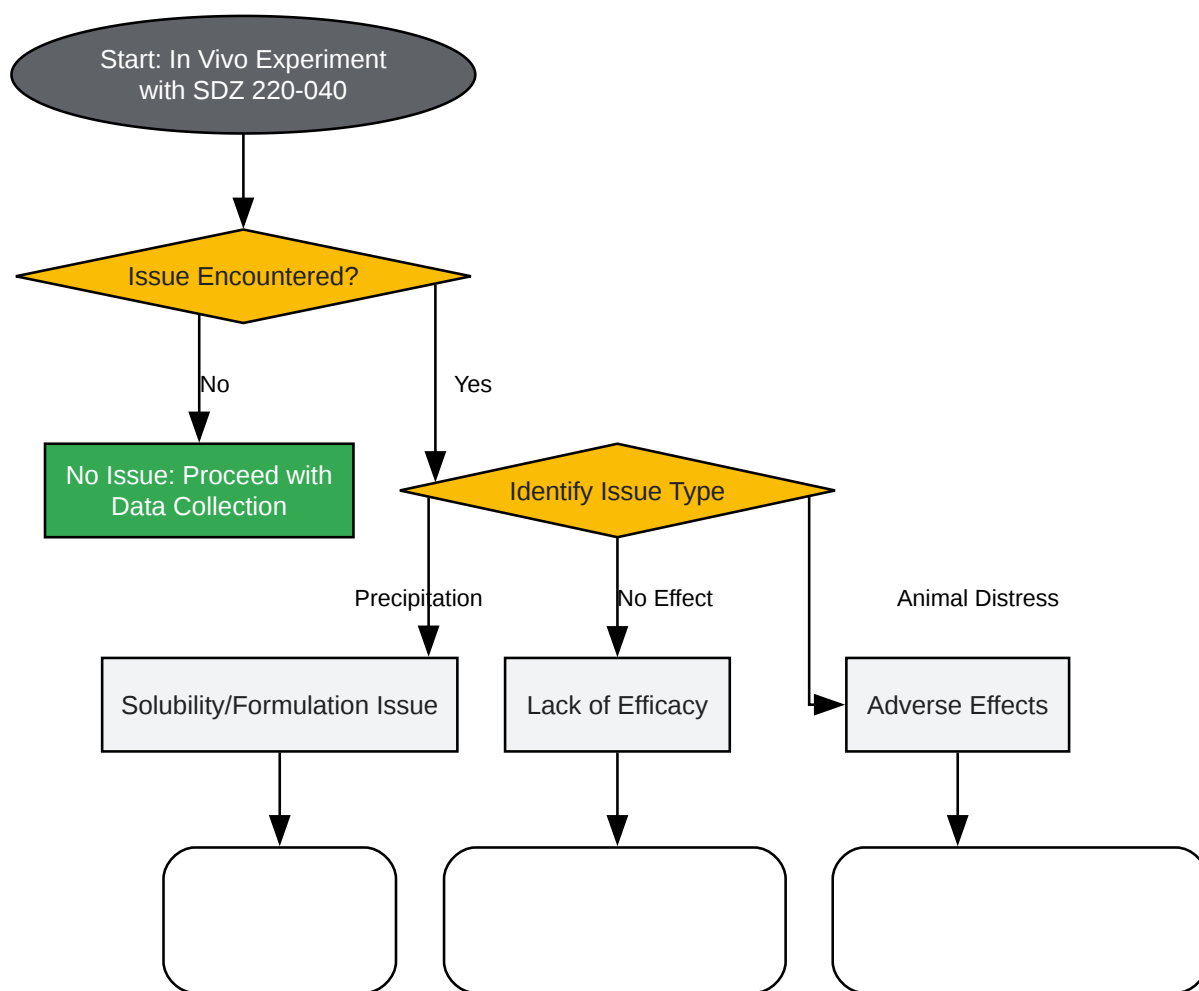 Start: In Vivo Experiment
with SDZ 220-040
Issue Encountered?
No
Yes
No Issue: Proceed with
Data Collection
Identify Issue Type
Precipitation
No Effect
Animal Distress
Solubility/Formulation Issue
Lack of Efficacy
Adverse Effects